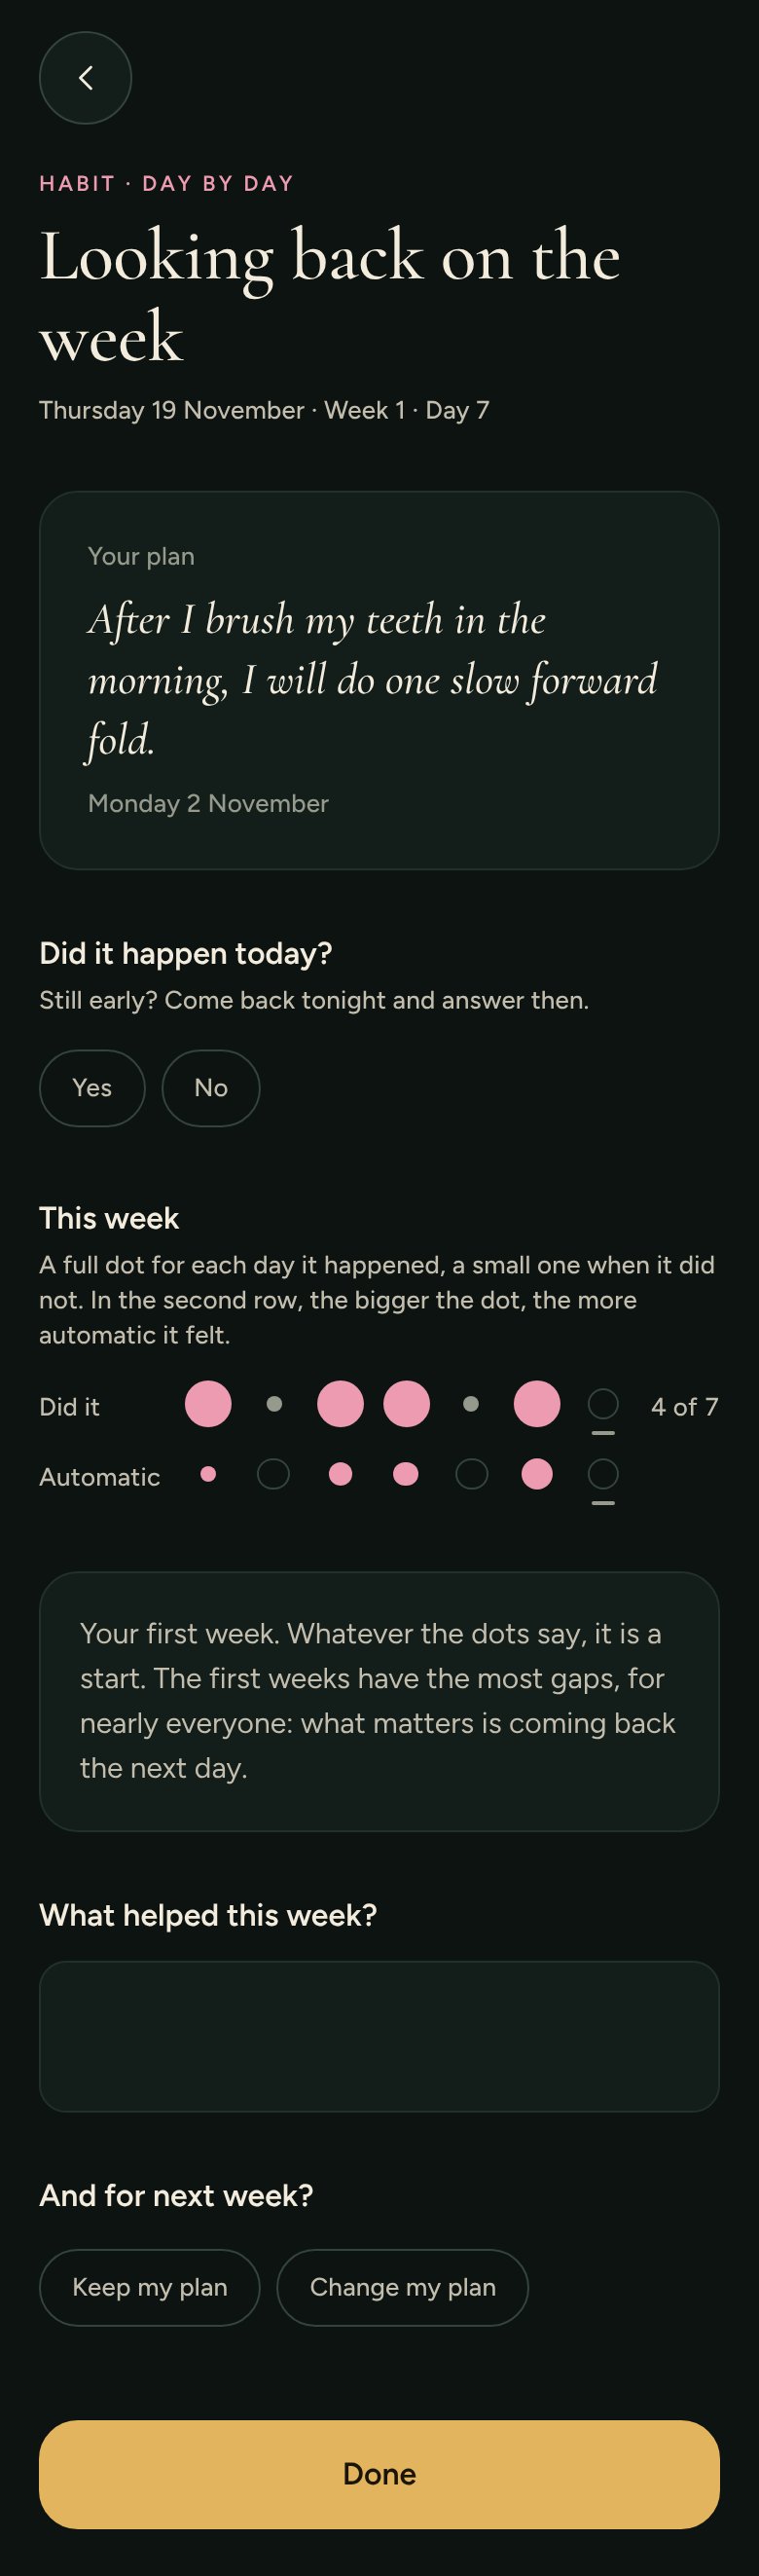 HABIT · DAY BY DAY
Looking back on the
week
Thursday 19 November · Week 1 · Day 7
Your plan
After I brush my teeth in the
morning, I will do one slow forward
fold.
Monday 2 November
Did it happen today?
Still early? Come back tonight and answer then.
Yes No
This week
A full dot for each day it happened, a small one when it did
not. In the second row, the bigger the dot, the more
automatic it felt.
Did it 4 of 7
Automatic
Your first week. Whatever the dots say, it is a
start. The first weeks have the most gaps, for
nearly everyone: what matters is coming back
the next day.
What helped this week?
And for next week?
Keep my plan Change my plan
Done